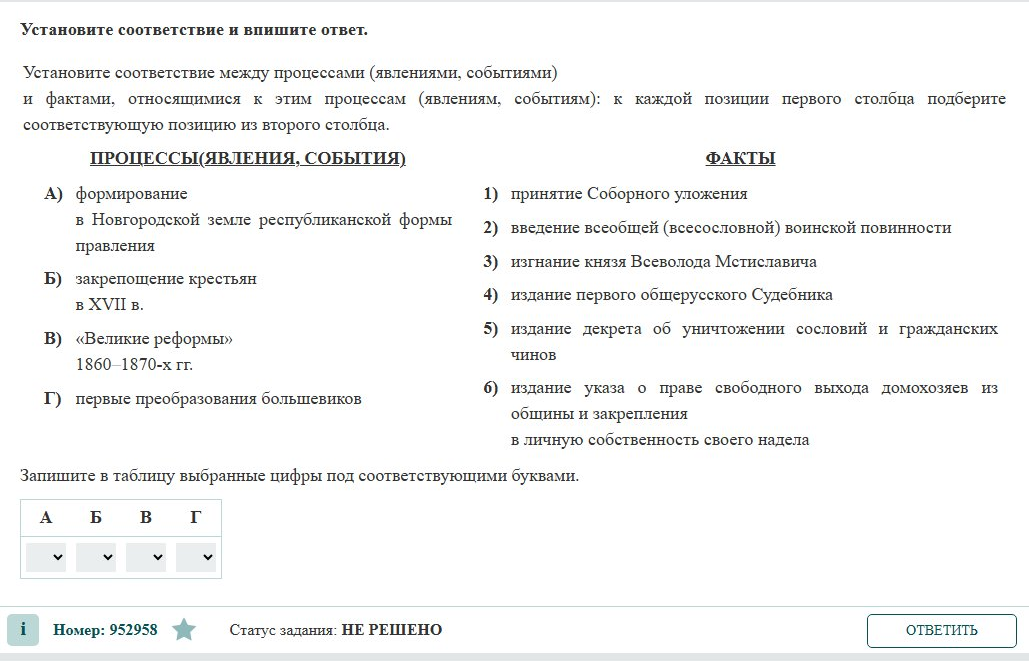 Установите соответствие и впишите ответ.
Установите соответствие между процессами (явлениями, событиями)
и фактами, относящимися к этим процессам (явлениям, событиям): к каждой позиции первого столбца подберите
соответствующую позицию из второго столбца.
ПРОЦЕССЫ(ЯВЛЕНИЯ, СОБЫТИЯ)
А) формирование
в Новгородской земле республиканской формы
правления
Б) закрепощение крестьян
в XVII в.
В) «Великие реформы»
1860–1870-х гг.
Г) первые преобразования большевиков
ФАКТЫ
1) принятие Соборного уложения
2) введение всеобщей (всесословной) воинской повинности
3) изгнание князя Всеволода Мстиславича
4) издание первого общерусского Судебника
5) издание декрета об уничтожении сословий и гражданских
чинов
6) издание указа о праве свободного выхода домохозяев из
общины и закрепления
в личную собственность своего надела
Запишите в таблицу выбранные цифры под соответствующими буквами.
А Б В Г
i Номер: 952958 Статус задания: НЕ РЕШЕНО ОТВЕТИТЬ